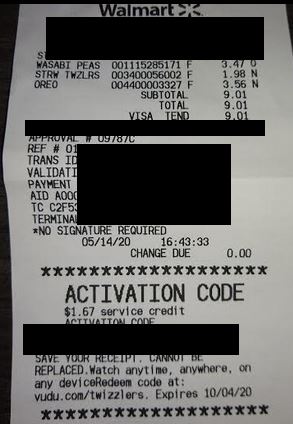 Walmart
WASABI PEAS 001115285171 F 3.47 O
STRW TWZLRS 003400056002 F 1.98 N
OREO 004400003327 F 3.56 N
SUBTOTAL 9.01
TOTAL 9.01
VISA TEND 9.01
APPROVAL # 09787C
REF # 01
TRANS ID
VALIDATI
PAYMENT
AID A000
TC C2F53
TERMINAL
*NO SIGNATURE REQUIRED
05/14/20 16:43:33
CHANGE DUE 0.00
********************
ACTIVATION CODE
$1.67 service credit
ACTIVATION CODE
SAVE YOUR RECEIPT. CANNOT BE
REPLACED.Watch anytime, anywhere, on
any deviceRedeem code at:
vudu.com/twizzlers. Expires 10/04/20
********************